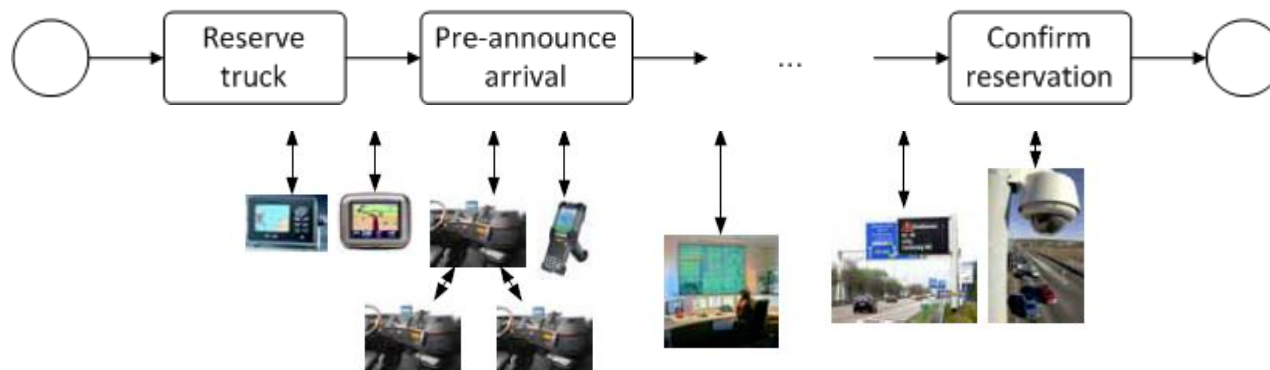 Reserve
truck
Pre-announce
arrival
...
Confirm
reservation